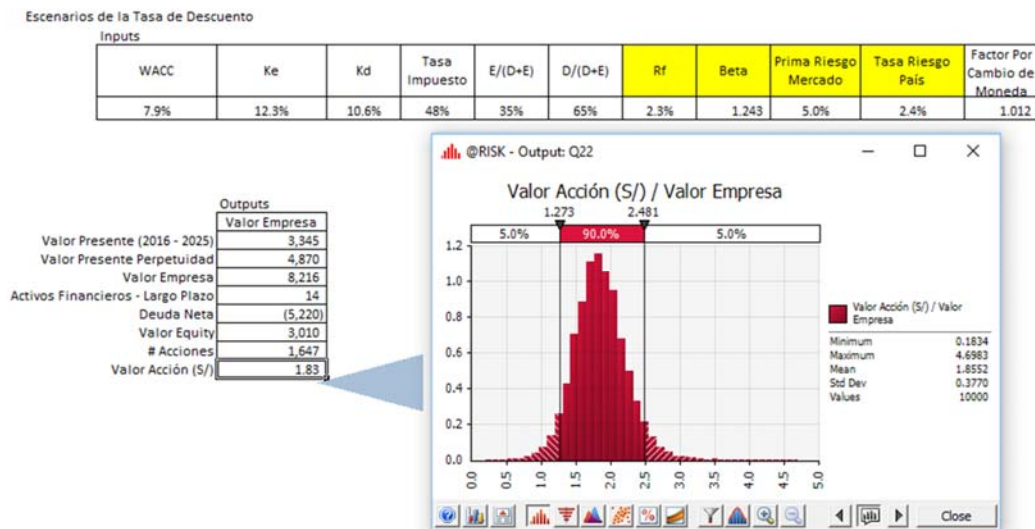 Escenarios de la Tasa de Descuento
Inputs
WACC Ke Kd Tasa Impuesto E/(D+E) D/(D+E) Rf Beta Prima Riesgo Mercado Tasa Riesgo País Factor Por Cambio de Moneda
7.9% 12.3% 10.6% 48% 35% 65% 2.3% 1.243 5.0% 2.4% 1.012
Outputs
Valor Empresa
Valor Presente (2016 - 2025) 3,345
Valor Presente Perpetuidad 4,870
Valor Empresa 8,216
Activos Financieros - Largo Plazo 14
Deuda Neta (5,220)
Valor Equity 3,010
# Acciones 1,647
Valor Acción (S/) 1.83
@RISK - Output: Q22
Valor Acción (S/) / Valor Empresa
1.273 2.481
5.0% 90.0% 5.0%
1.2
1.0
0.8
0.6
0.4
0.2
0.0
0.0 0.5 1.0 1.5 2.0 2.5 3.0 3.5 4.0 4.5 5.0
Valor Acción (S/) / Valor
Empresa
Minimum 0.1834
Maximum 4.6983
Mean 1.8552
Std Dev 0.3770
Values 10000
Close